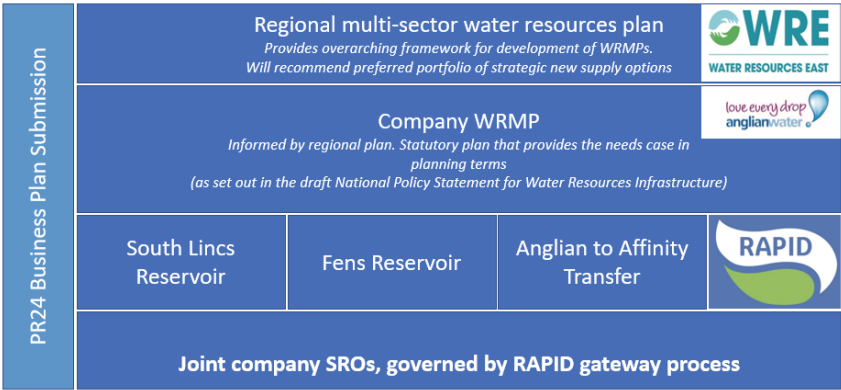 PR24 Business Plan Submission
Regional multi-sector water resources plan
Provides overarching framework for development of WRMPs.
Will recommend preferred portfolio of strategic new supply options
WRE
WATER RESOURCES EAST
Company WRMP
Informed by regional plan. Statutory plan that provides the needs case in
planning terms
(as set out in the draft National Policy Statement for Water Resources Infrastructure)
love every drop
anglianwater
South Lincs
Reservoir
Fens Reservoir
Anglian to Affinity
Transfer
RAPID
Joint company SROs, governed by RAPID gateway process